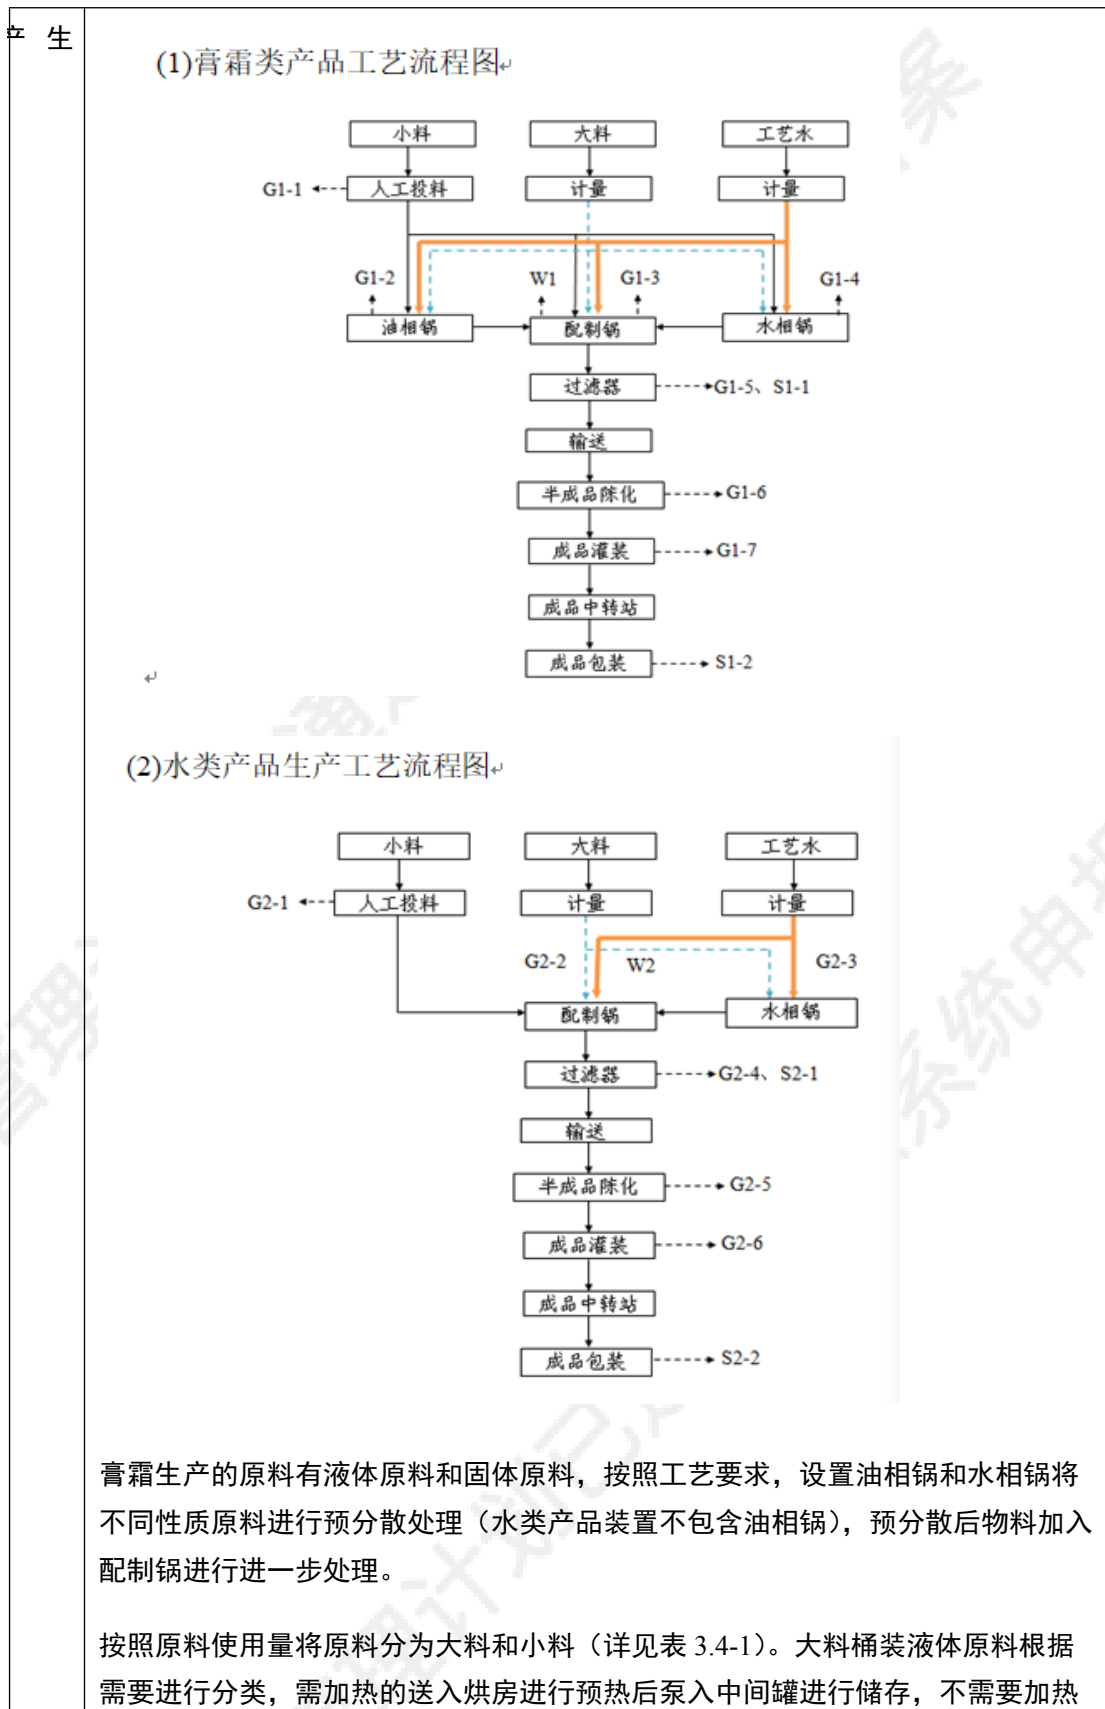 产 生
(1)膏霜类产品工艺流程图
小料 大料 工艺水
G1-1 人工投料 计量 计量
G1-2 W1 G1-3 G1-4
油相锅 配制锅 水相锅
过滤器 G1-5、S1-1
输送
半成品陈化 G1-6
成品灌装 G1-7
成品中转站
成品包装 S1-2
(2)水类产品生产工艺流程图
小料 大料 工艺水
G2-1 人工投料 计量 计量
G2-2 W2 G2-3
配制锅 水相锅
过滤器 G2-4、S2-1
输送
半成品陈化 G2-5
成品灌装 G2-6
成品中转站
成品包装 S2-2
膏霜生产的原料有液体原料和固体原料，按照工艺要求，设置油相锅和水相锅将
不同性质原料进行预分散处理（水类产品装置不包含油相锅），预分散后物料加入
配制锅进行进一步处理。
按照原料使用量将原料分为大料和小料（详见表 3.4-1）。大料桶装液体原料根据
需要进行分类，需加热的送入烘房进行预热后泵入中间罐进行储存，不需要加热